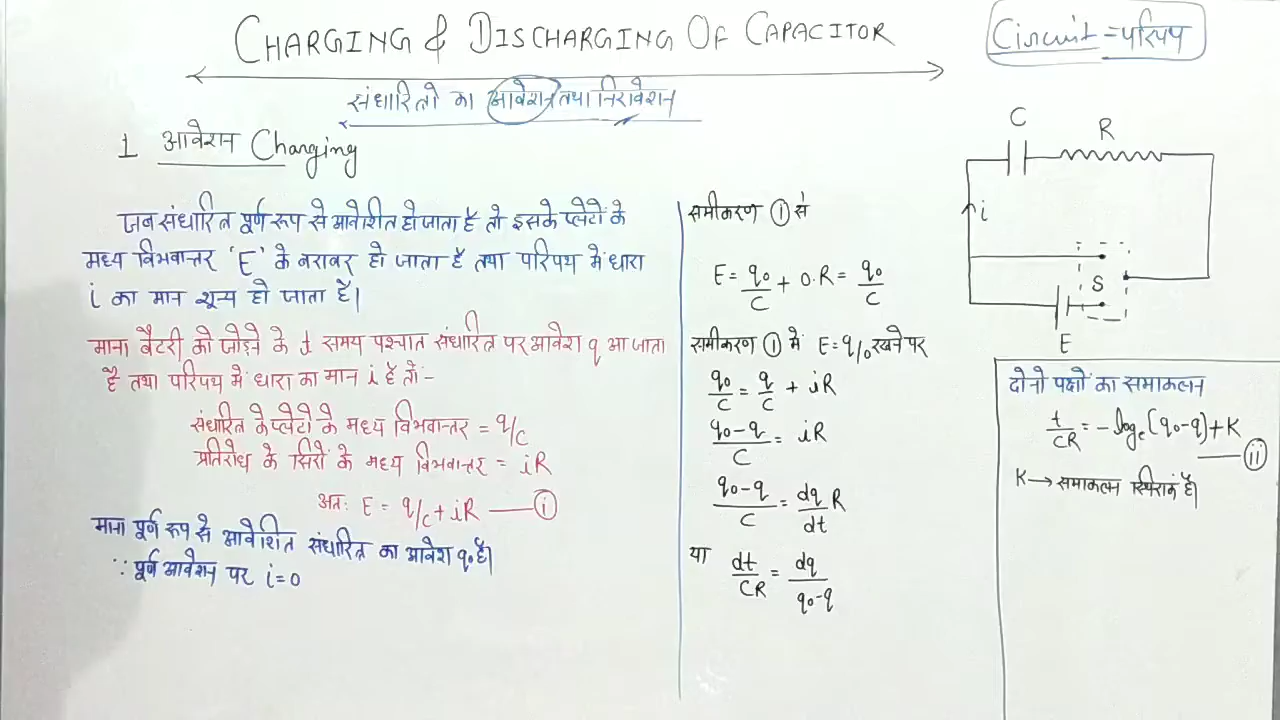 CHARGING & DISCHARGING OF CAPACITOR
Circuit = परिपथ
संधारितो का आवेशन तथा निरावेशन
1 आवेशन Charging
जब संधारित पूर्ण रूप से आवेशित हो जाता है तो इसके प्लेटो के
मध्य विभवान्तर 'E' के बराबर हो जाता है तथा परिपथ मे धारा
i का मान शून्य हो जाता है।
माना बैटरी को जोड़ने के t समय पश्चात संधारित पर आवेश q आ जाता
है तथा परिपथ मे धारा का मान i है तो:-
संधारित के प्लेटो के मध्य विभवान्तर = q/c
प्रतिरोध के सिरों के मध्य विभवान्तर = iR
अतः E = q/c + iR —— (i)
माना पूर्ण रूप से आवेशित संधारित का आवेश q₀ है।
∵ पूर्ण आवेशन पर i=0
समीकरण (i) से
E = q₀/C + 0.R = q₀/C
समीकरण (i) मे E = q/० रखने पर
q₀/C = q/C + iR
q₀-q/C = iR
q₀-q/C = dq/dt R
या dt/CR = dq/q₀-q
C
R
i
S
E
दोनो पक्षों का समाकलन
t/CR = -logₑ(q₀-q)+K
—— (ii)
K → समाकलन स्थिरांक है।